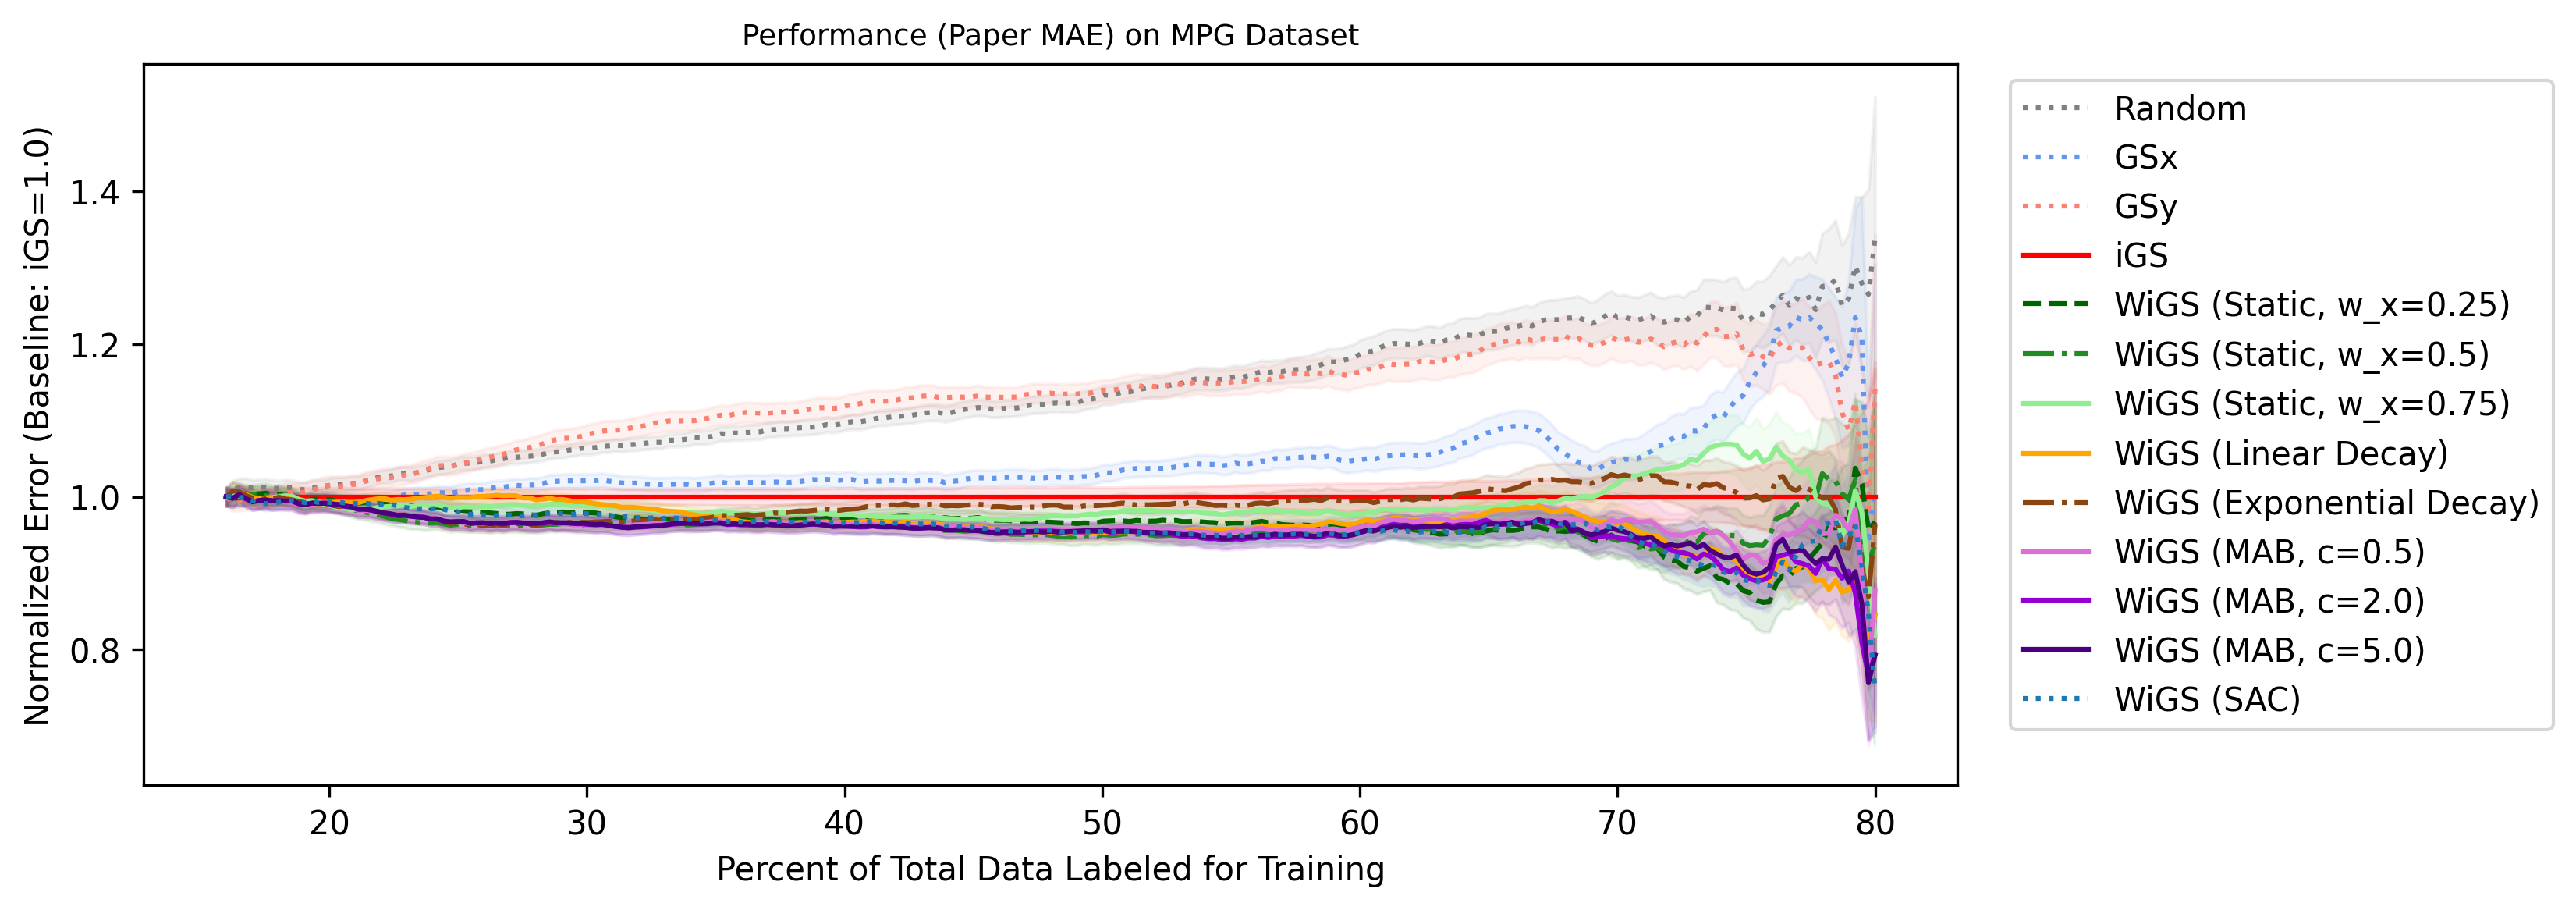 Performance (Paper MAE) on MPG Dataset
Normalized Error (Baseline: iGS=1.0)
1.4
1.2
1.0
0.8
20
30
40
50
60
70
80
Percent of Total Data Labeled for Training
Random
GSx
GSy
iGS
WiGS (Static, w_x=0.25)
WiGS (Static, w_x=0.5)
WiGS (Static, w_x=0.75)
WiGS (Linear Decay)
WiGS (Exponential Decay)
WiGS (MAB, c=0.5)
WiGS (MAB, c=2.0)
WiGS (MAB, c=5.0)
WiGS (SAC)